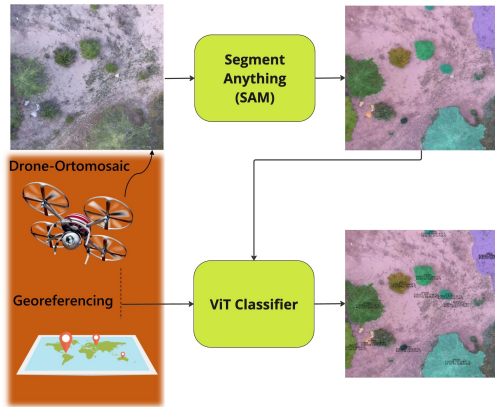 Segment
Anything
(SAM)
Drone-Ortomosaic
Georeferencing
ViT Classifier